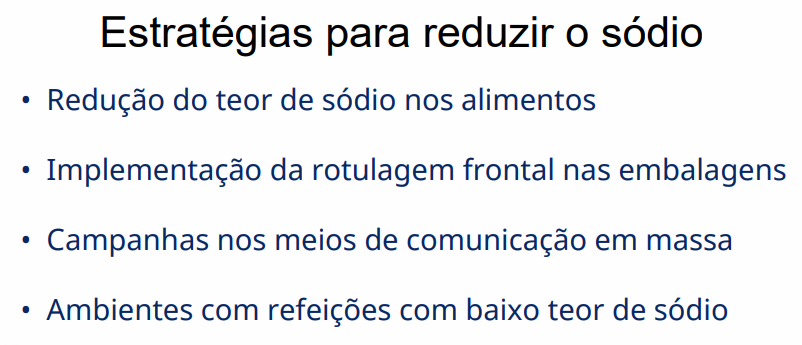 Estratégias para reduzir o sódio
• Redução do teor de sódio nos alimentos
• Implementação da rotulagem frontal nas embalagens
• Campanhas nos meios de comunicação em massa
• Ambientes com refeições com baixo teor de sódio